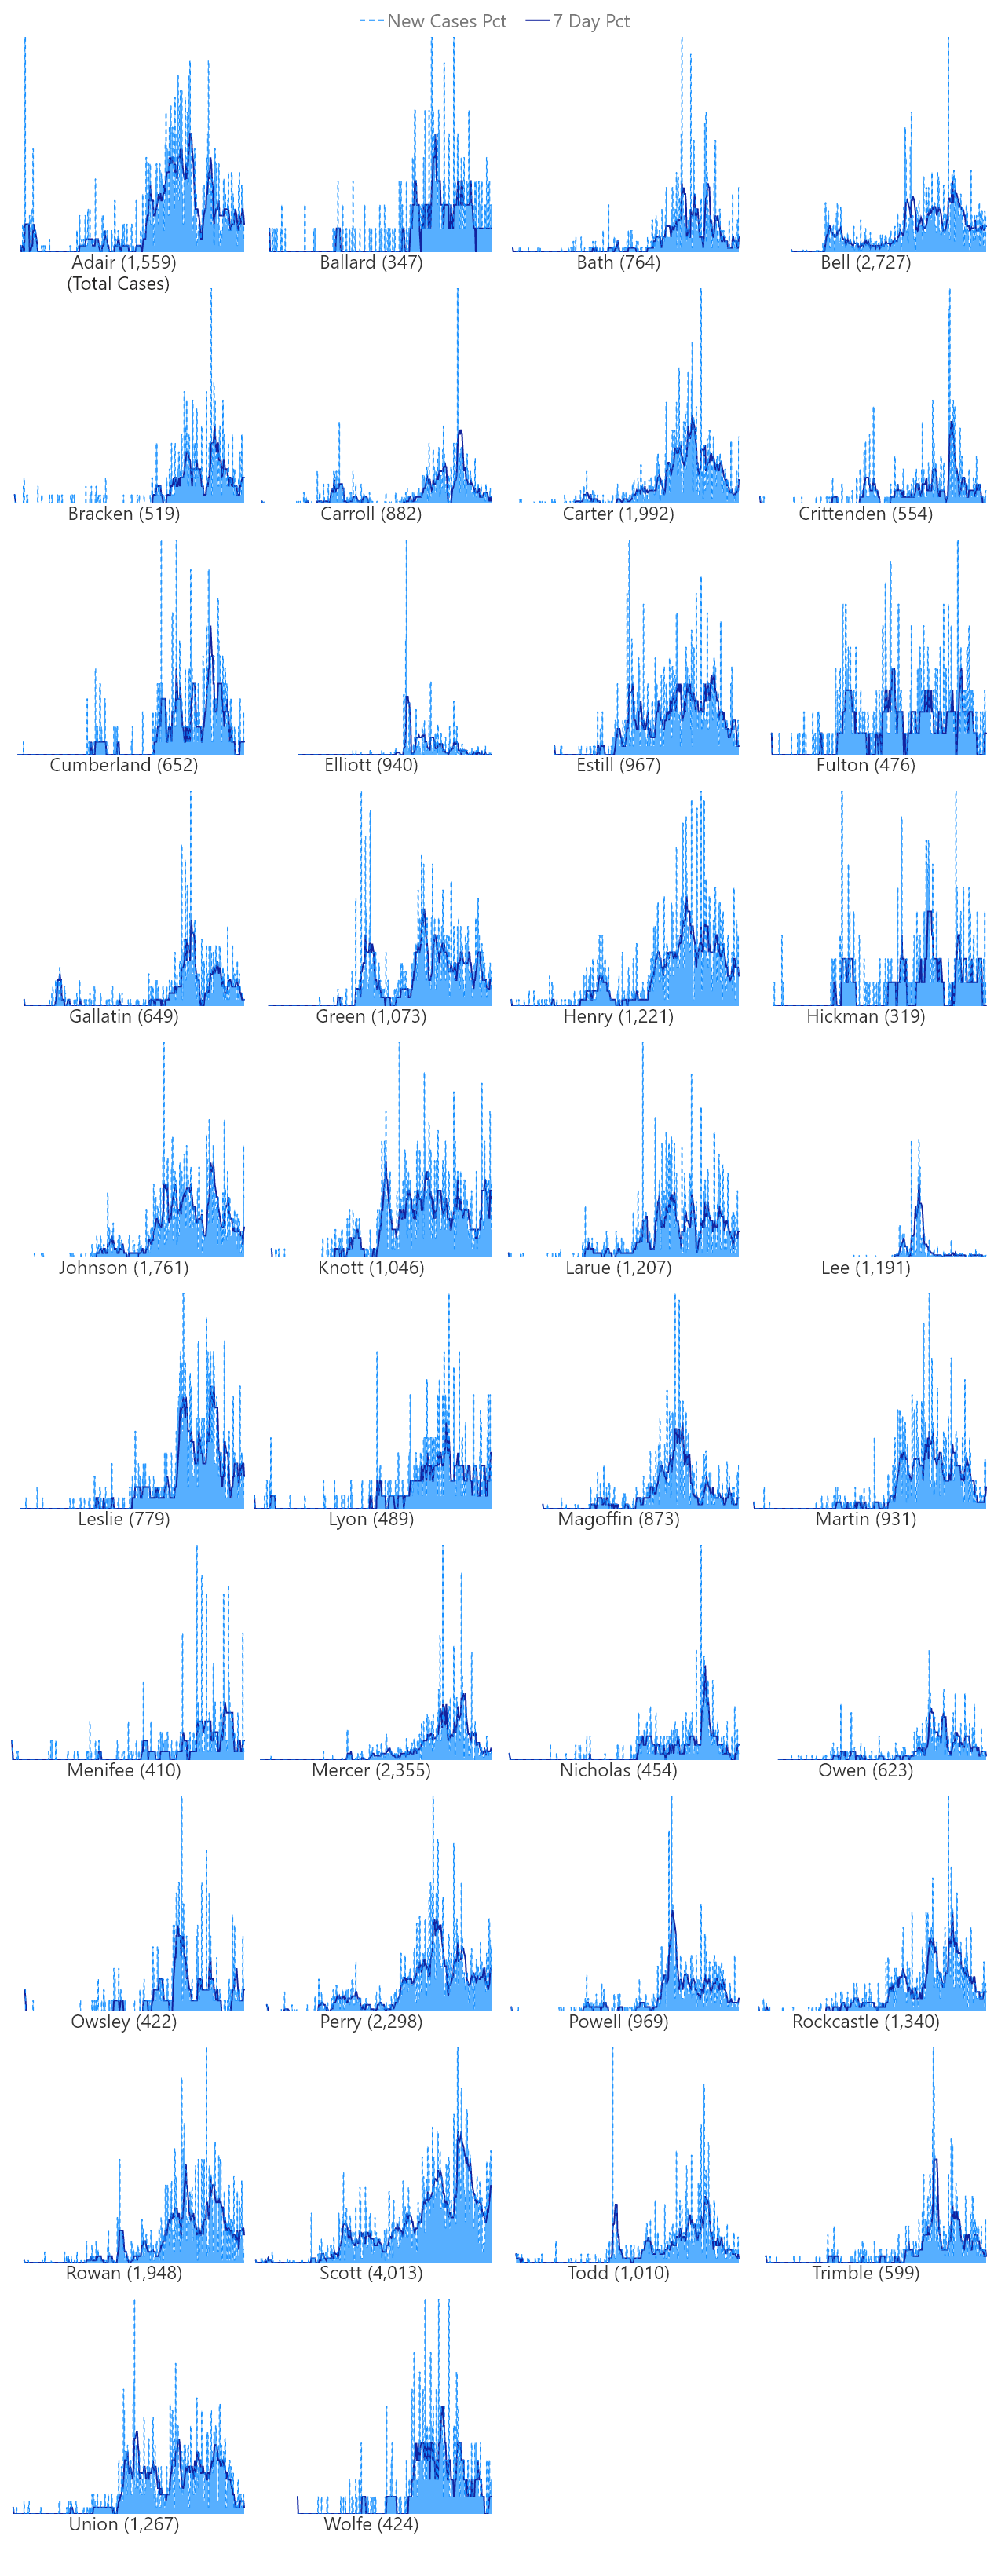 New Cases Pct 7 Day Pct
Adair (1,559) Ballard (347) Bath (764) Bell (2,727)
(Total Cases)
Bracken (519) Carroll (882) Carter (1,992) Crittenden (554)
Cumberland (652) Elliott (940) Estill (967) Fulton (476)
Gallatin (649) Green (1,073) Henry (1,221) Hickman (319)
Johnson (1,761) Knott (1,046) Larue (1,207) Lee (1,191)
Leslie (779) Lyon (489) Magoffin (873) Martin (931)
Menifee (410) Mercer (2,355) Nicholas (454) Owen (623)
Owsley (422) Perry (2,298) Powell (969) Rockcastle (1,340)
Rowan (1,948) Scott (4,013) Todd (1,010) Trimble (599)
Union (1,267) Wolfe (424)